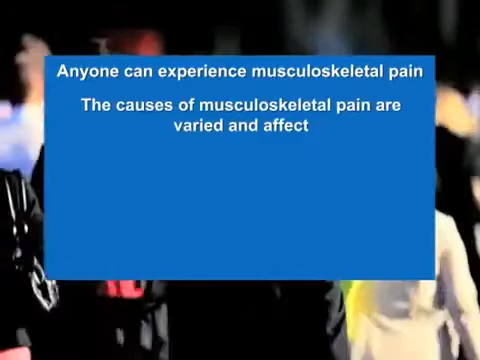 Anyone can experience musculoskeletal pain
The causes of musculoskeletal pain are
varied and affect